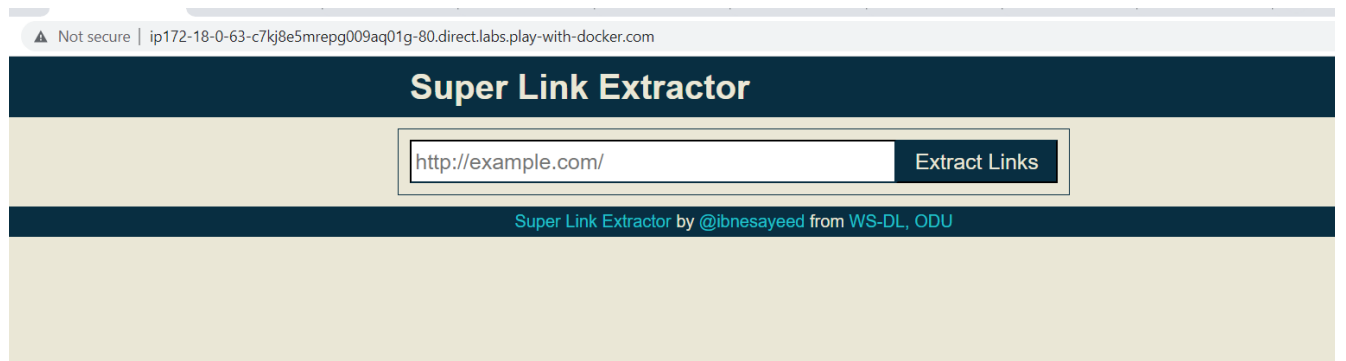 Not secure | ip172-18-0-63-c7kj8e5mrepg009aq01g-80.direct.labs.play-with-docker.com
Super Link Extractor
http://example.com/ Extract Links
Super Link Extractor by @ibnesayeed from WS-DL, ODU